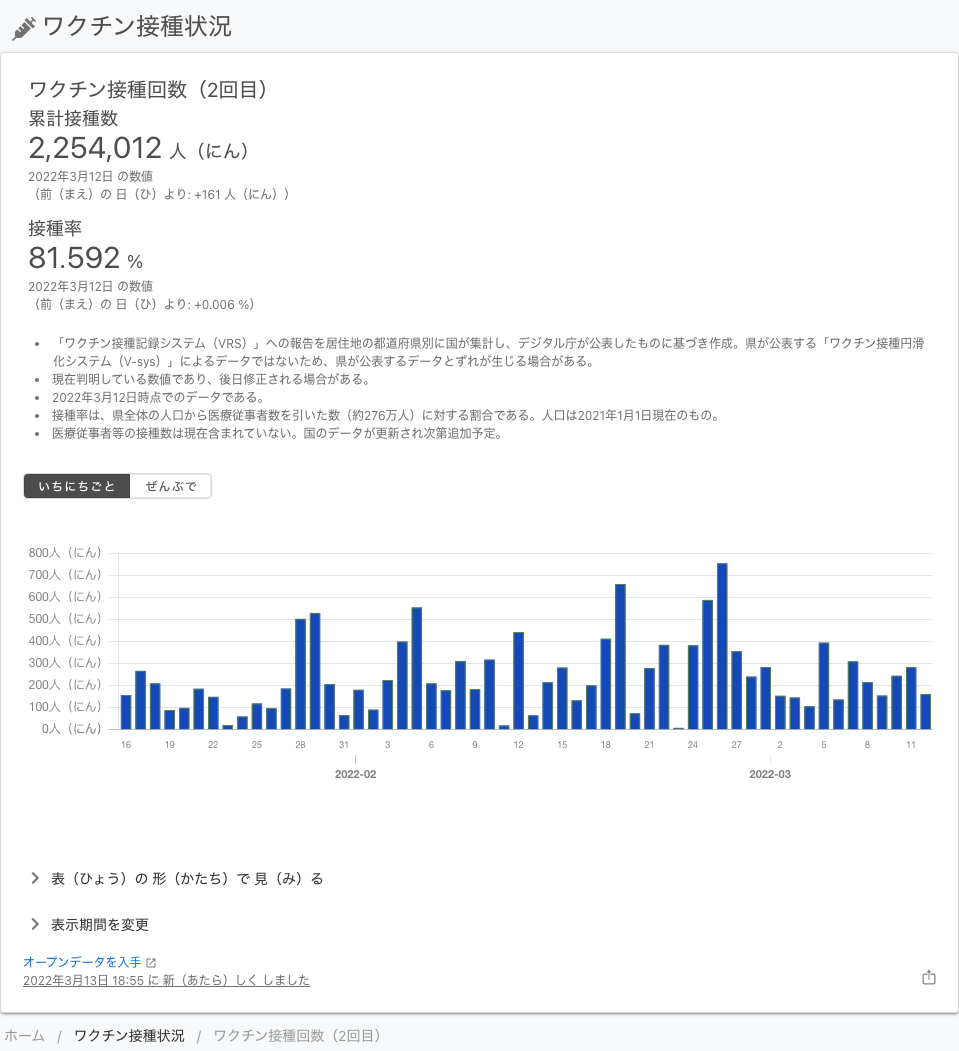 ワクチン接種状況
ワクチン接種回数（2回目）
累計接種数
2,254,012 人（にん）
2022年3月12日 の数値
（前（まえ）の 日（ひ）より: +161 人（にん））
接種率
81.592 %
2022年3月12日 の数値
（前（まえ）の 日（ひ）より: +0.006 %）
• 「ワクチン接種記録システム（VRS）」への報告を居住地の都道府県別に国が集計し、デジタル庁が公表したものに基づき作成。県が公表する「ワクチン接種円滑
化システム（V-sys）」によるデータではないため、県が公表するデータとずれが生じる場合がある。
• 現在判明している数値であり、後日修正される場合がある。
• 2022年3月12日時点でのデータである。
• 接種率は、県全体の人口から医療従事者数を引いた数（約276万人）に対する割合である。人口は2021年1月1日現在のもの。
• 医療従事者等の接種数は現在含まれていない。国のデータが更新され次第追加予定。
いちにちごと ぜんぶで
800人（にん）
700人（にん）
600人（にん）
500人（にん）
400人（にん）
300人（にん）
200人（にん）
100人（にん）
0人（にん）
16 19 22 25 28 31 3 6 9 12 15 18 21 24 27 2 5 8 11
2022-02 2022-03
表（ひょう）の 形（かたち）で 見（み）る
表示期間を変更
オープンデータを入手
2022年3月13日 18:55 に 新（あたら）しく しました
ホーム / ワクチン接種状況 / ワクチン接種回数（2回目）